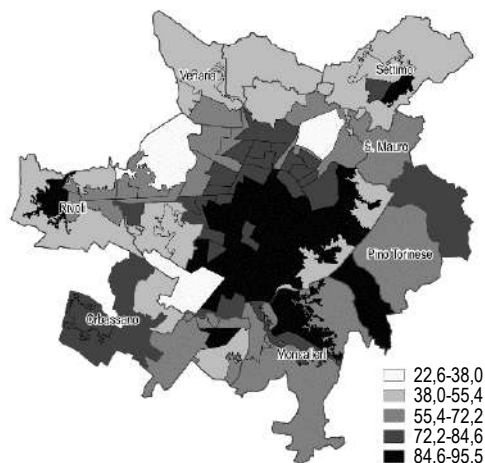 Venaria
Settimo
S. Mauro
Rivoli
Pino Torinese
Orbassano
Moncalieri
22,6-38,0
38,0-55,4
55,4-72,2
72,2-84,6
84,6-95,5